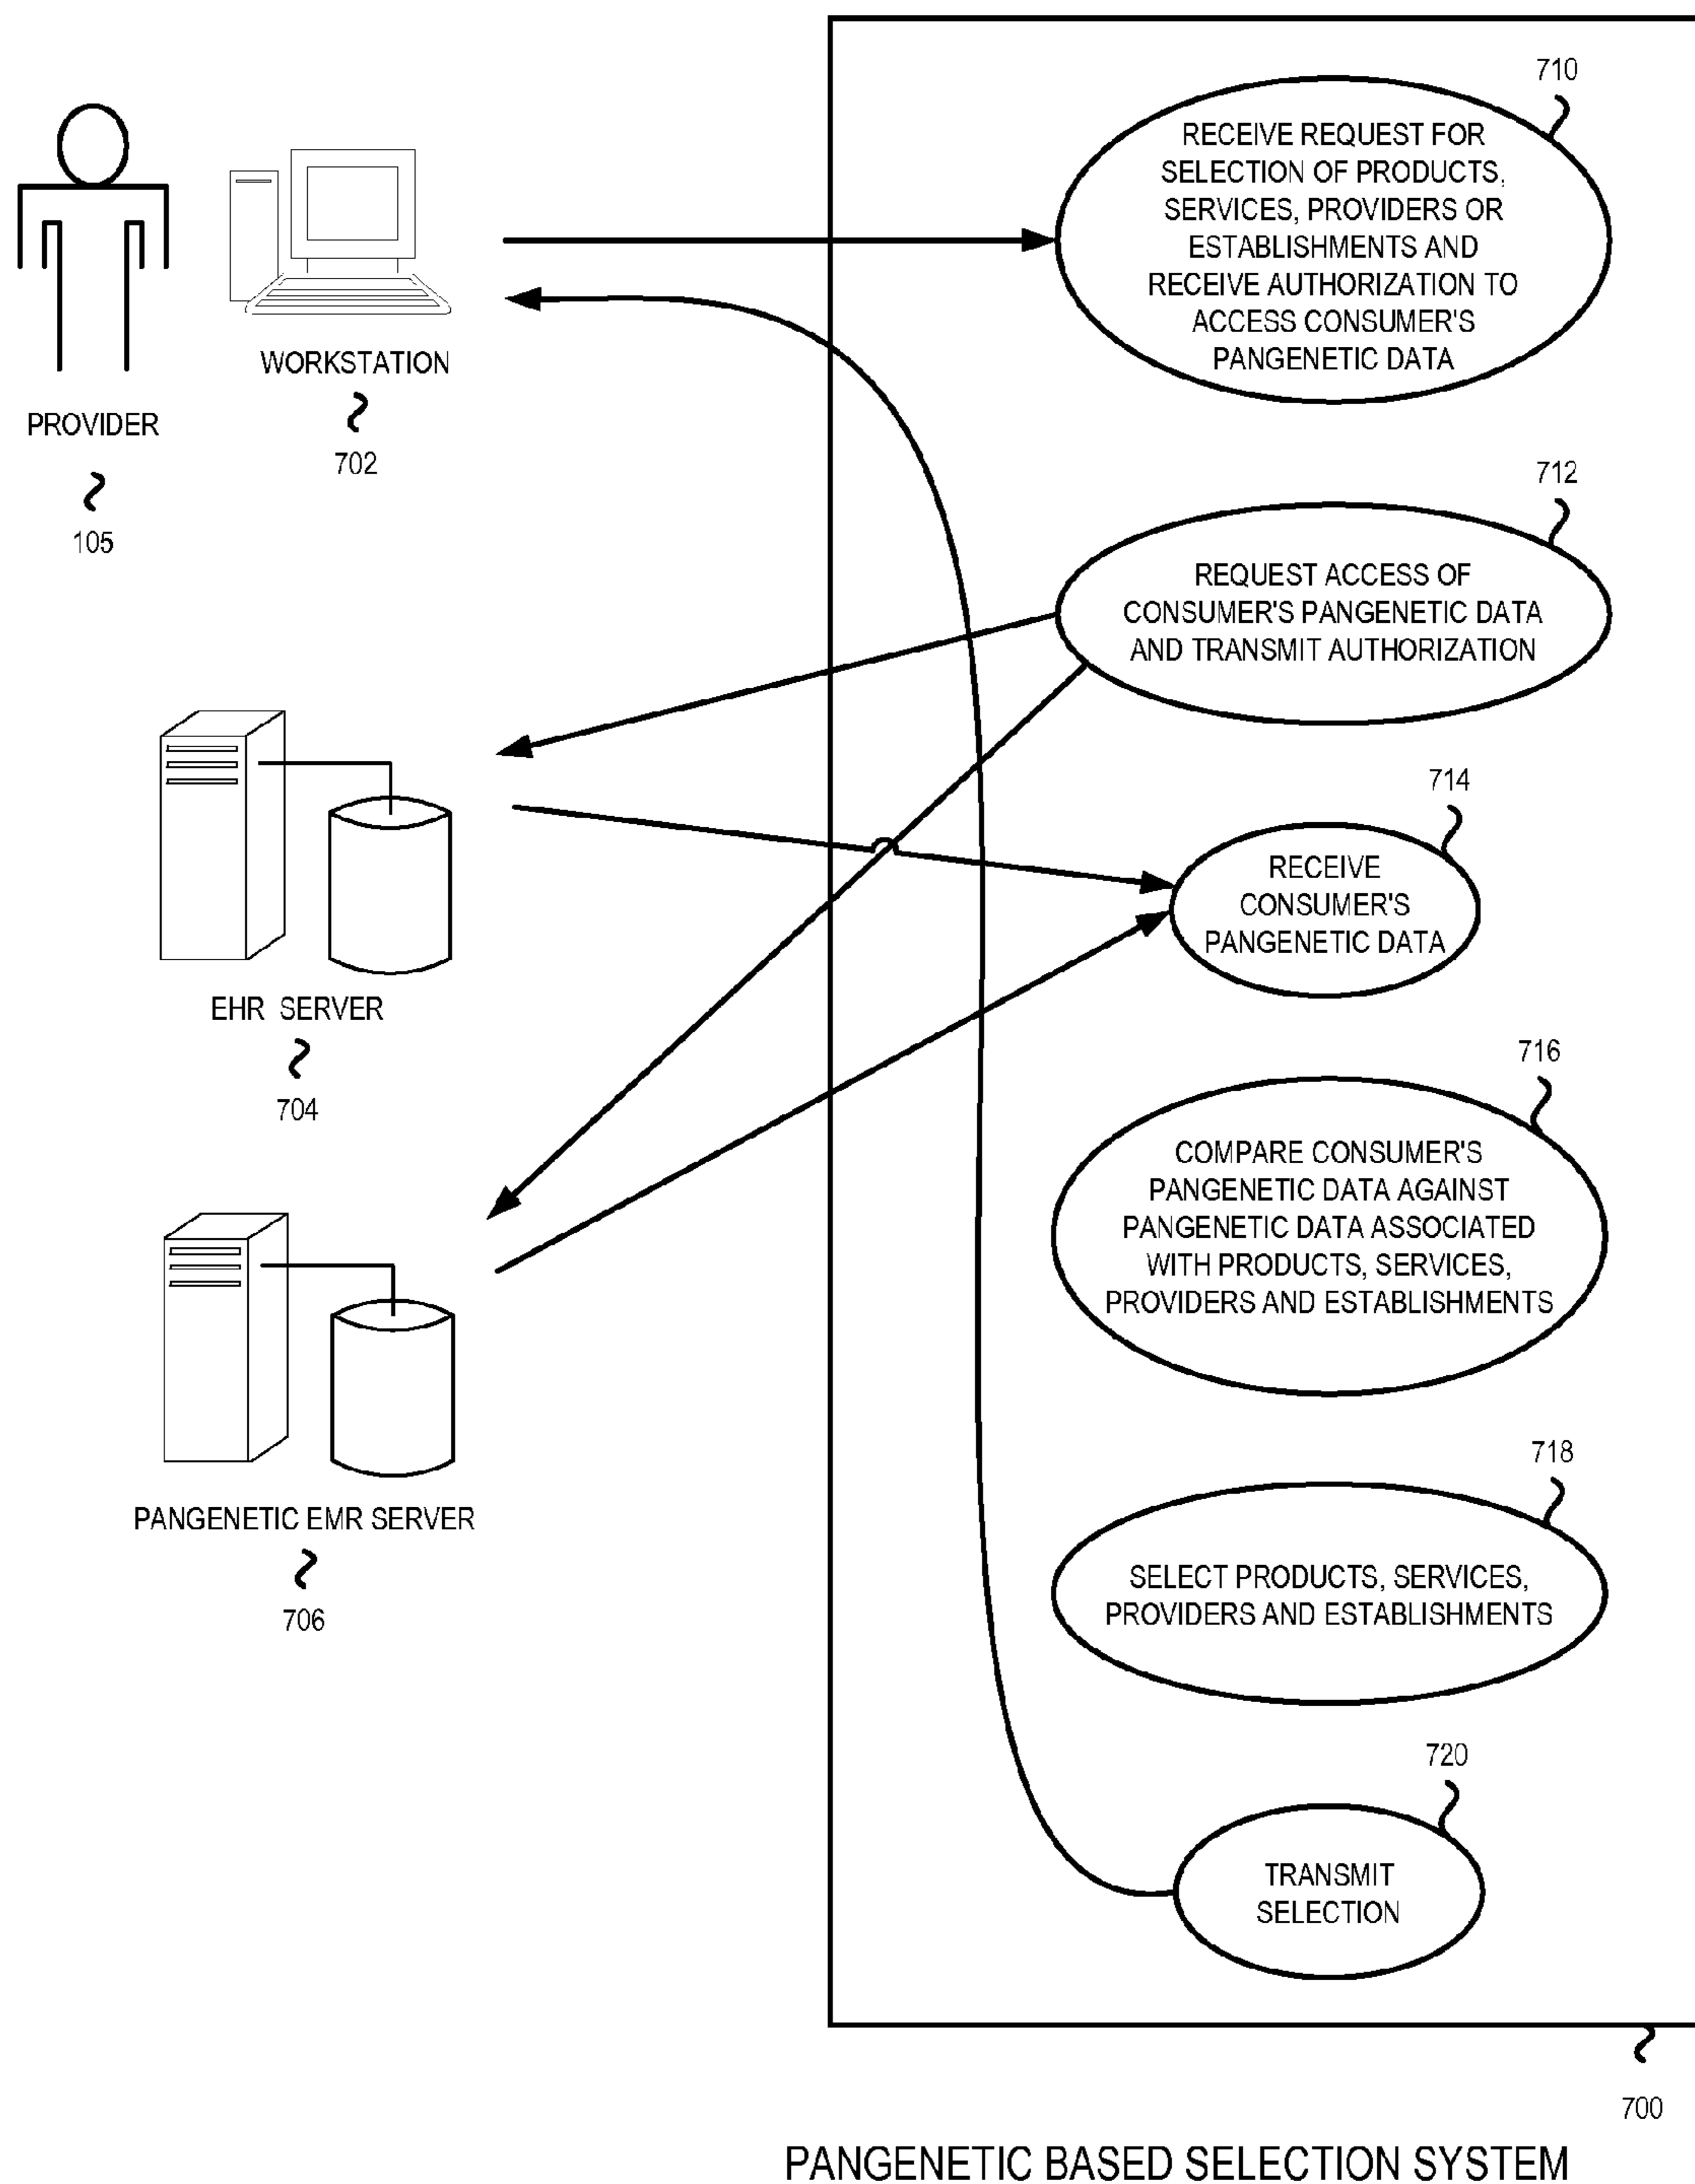 710
RECEIVE REQUEST FOR
SELECTION OF PRODUCTS,
SERVICES, PROVIDERS OR
ESTABLISHMENTS AND
RECEIVE AUTHORIZATION TO
ACCESS CONSUMER'S
PANGENETIC DATA
WORKSTATION
702
PROVIDER
105
712
REQUEST ACCESS OF
CONSUMER'S PANGENETIC DATA
AND TRANSMIT AUTHORIZATION
714
RECEIVE
CONSUMER'S
PANGENETIC DATA
EHR SERVER
704
716
COMPARE CONSUMER'S
PANGENETIC DATA AGAINST
PANGENETIC DATA ASSOCIATED
WITH PRODUCTS, SERVICES,
PROVIDERS AND ESTABLISHMENTS
PANGENETIC EMR SERVER
706
718
SELECT PRODUCTS, SERVICES,
PROVIDERS AND ESTABLISHMENTS
720
TRANSMIT
SELECTION
700
PANGENETIC BASED SELECTION SYSTEM